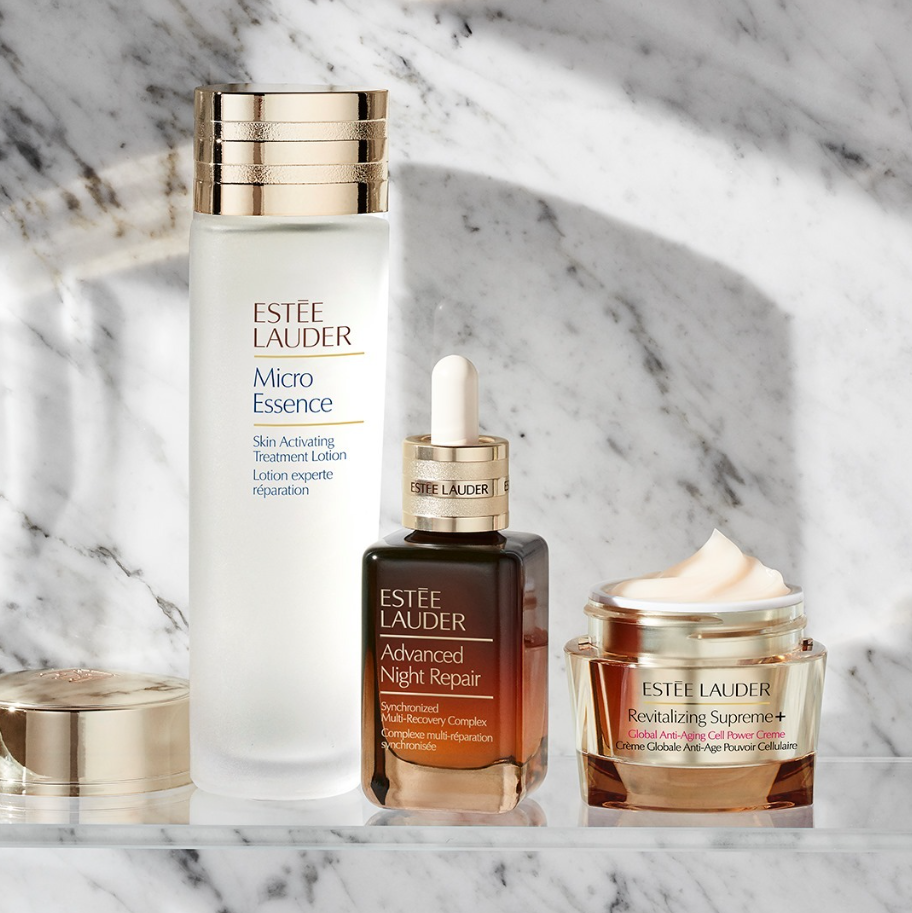 ESTĒE
LAUDER
Micro
Essence
Skin Activating
Treatment Lotion
Lotion experte
réparation
ESTĒE LAUDER
ESTĒE
LAUDER
Advanced
Night Repair
Synchronized
Multi-Recovery Complex
Complexe multi-réparation
synchronisée
ESTĒE LAUDER
Revitalizing Supreme+
Global Anti-Aging Cell Power Creme
Crème Globale Anti-Age Pouvoir Cellulaire